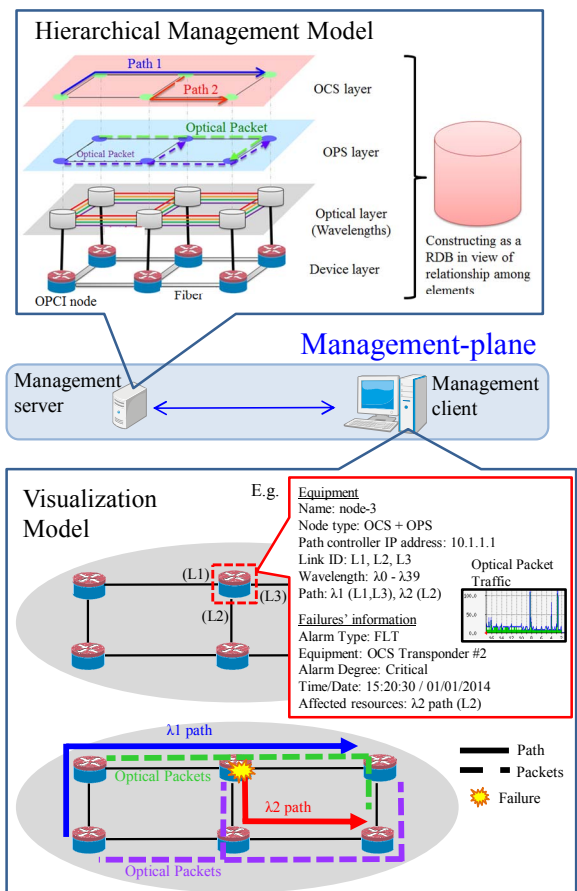 Hierarchical Management Model
Path 1
Path 2
OCS layer
Optical Packet
Optical Packet
OPS layer
Optical layer
(Wavelengths)
Device layer
OPCI node
Fiber
Constructing as a
RDB in view of
relationship among
elements
Management-plane
Management
server
Management
client
Visualization
Model
E.g.
Equipment
Name: node-3
Node type: OCS + OPS
Path controller IP address: 10.1.1.1
Link ID: L1, L2, L3
Wavelength: λ0 - λ39
Path: λ1 (L1,L3), λ2 (L2)
Optical Packet
Traffic
Failures' information
Alarm Type: FLT
Equipment: OCS Transponder #2
Alarm Degree: Critical
Time/Date: 15:20:30 / 01/01/2014
Affected resources: λ2 path (L2)
(L1)
(L3)
(L2)
λ1 path
Optical Packets
λ2 path
Optical Packets
Path
Packets
Failure